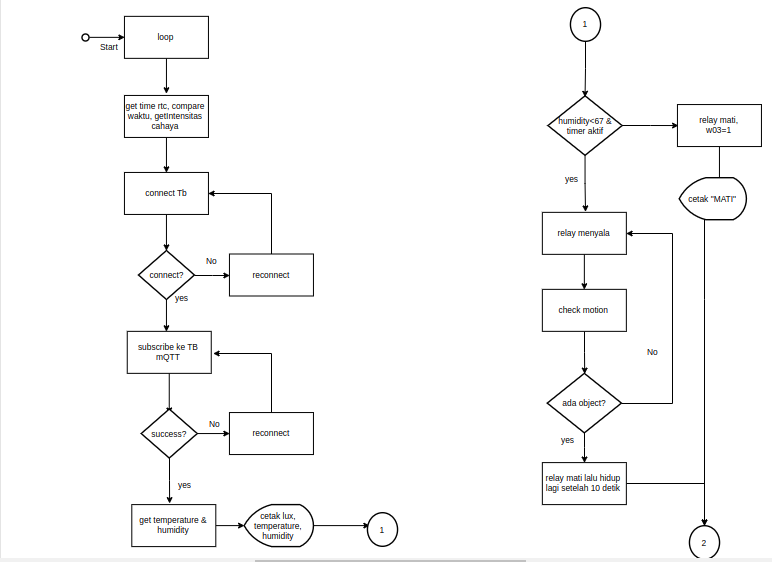 loop
Start
get time rtc, compare
waktu, getIntensitas
cahaya
connect Tb
connect?
No
reconnect
yes
subscribe ke TB
mQTT
success?
No
reconnect
yes
get temperature &
humidity
cetak lux,
temperature,
humidity
1
1
humidity<67 &
timer aktif
relay mati,
w03=1
cetak "MATI"
yes
relay menyala
check motion
No
ada object?
yes
relay mati lalu hidup
lagi setelah 10 detik
2